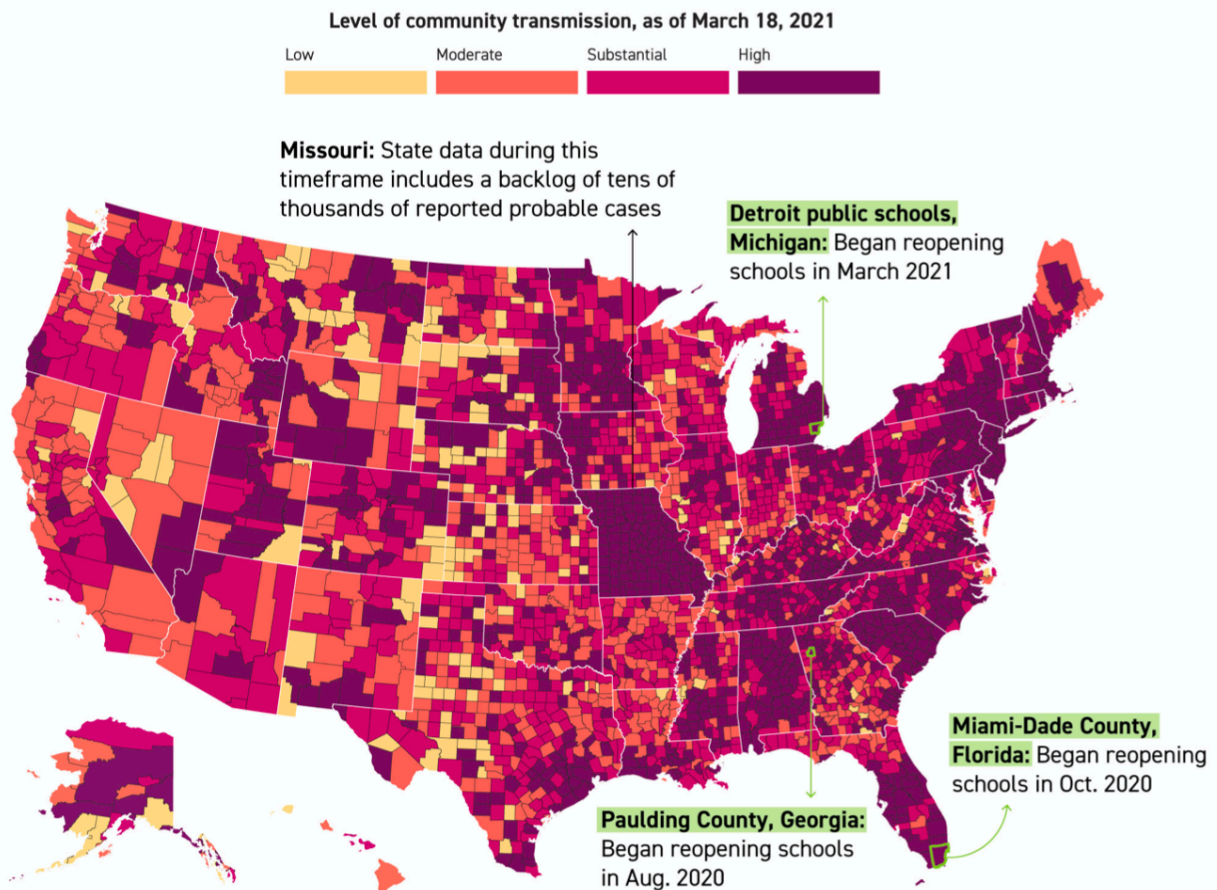 Level of community transmission, as of March 18, 2021
Low Moderate Substantial High
Missouri: State data during this
timeframe includes a backlog of tens of
thousands of reported probable cases
Detroit public schools,
Michigan: Began reopening
schools in March 2021
Miami-Dade County,
Florida: Began reopening
schools in Oct. 2020
Paulding County, Georgia:
Began reopening schools
in Aug. 2020